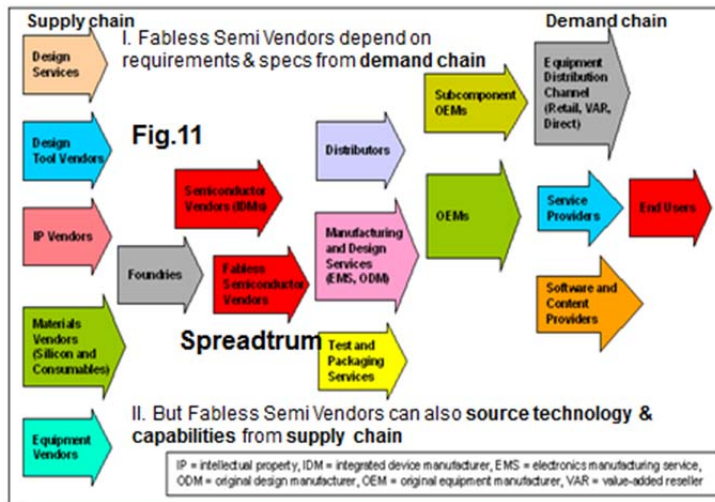 Supply chain
Demand chain
I. Fabless Semi Vendors depend on
requirements & specs from demand chain
Design
Services
Subcomponent
OEMs
Equipment
Distribution
Channel
(Retail, VAR,
Direct)
Design
Tool Vendors
Fig.11
Distributors
Semiconductor
Vendors (IDMs)
IP Vendors
Foundries
Fabless
Semiconductor
Vendors
Manufacturing
and Design
Services
(EMS, ODM)
OEMs
Service
Providers
End Users
Software and
Content
Providers
Materials
Vendors
(Silicon and
Consumables)
Spreadtrum
Test and
Packaging
Services
Equipment
Vendors
II. But Fabless Semi Vendors can also source technology &
capabilities from supply chain
IP = intellectual property, IDM = integrated device manufacturer, EMS = electronics manufacturing service,
ODM = original design manufacturer, OEM = original equipment manufacturer, VAR = value-added reseller